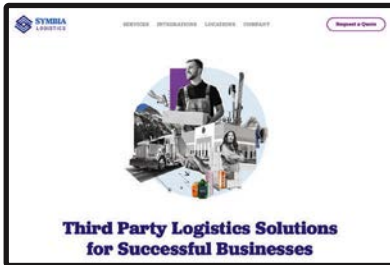 SYMBIA
LOGISTICS
SERVICES INTEGRATIONS LOCATIONS COMPANY
Request a Quote
Third Party Logistics Solutions
for Successful Businesses